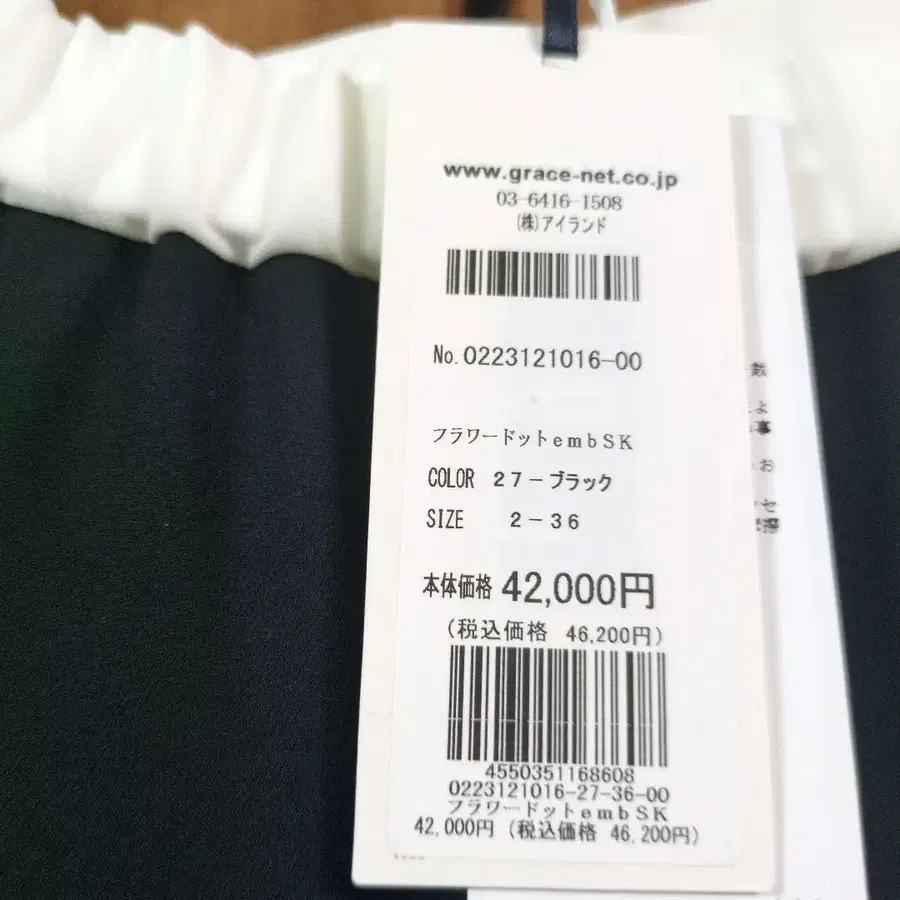 www.grace-net.co.jp
03-6416-1508
(株)アイランド
No.0223121016-00
フラワードットembSK
COLOR 27-ブラック
SIZE 2-36
本体価格 42,000円
(税込価格 46,200円)
4550351168608
0223121016-27-36-00
フラワードットembSK
42,000円 (税込価格 46,200円)
よ
事
お
セ